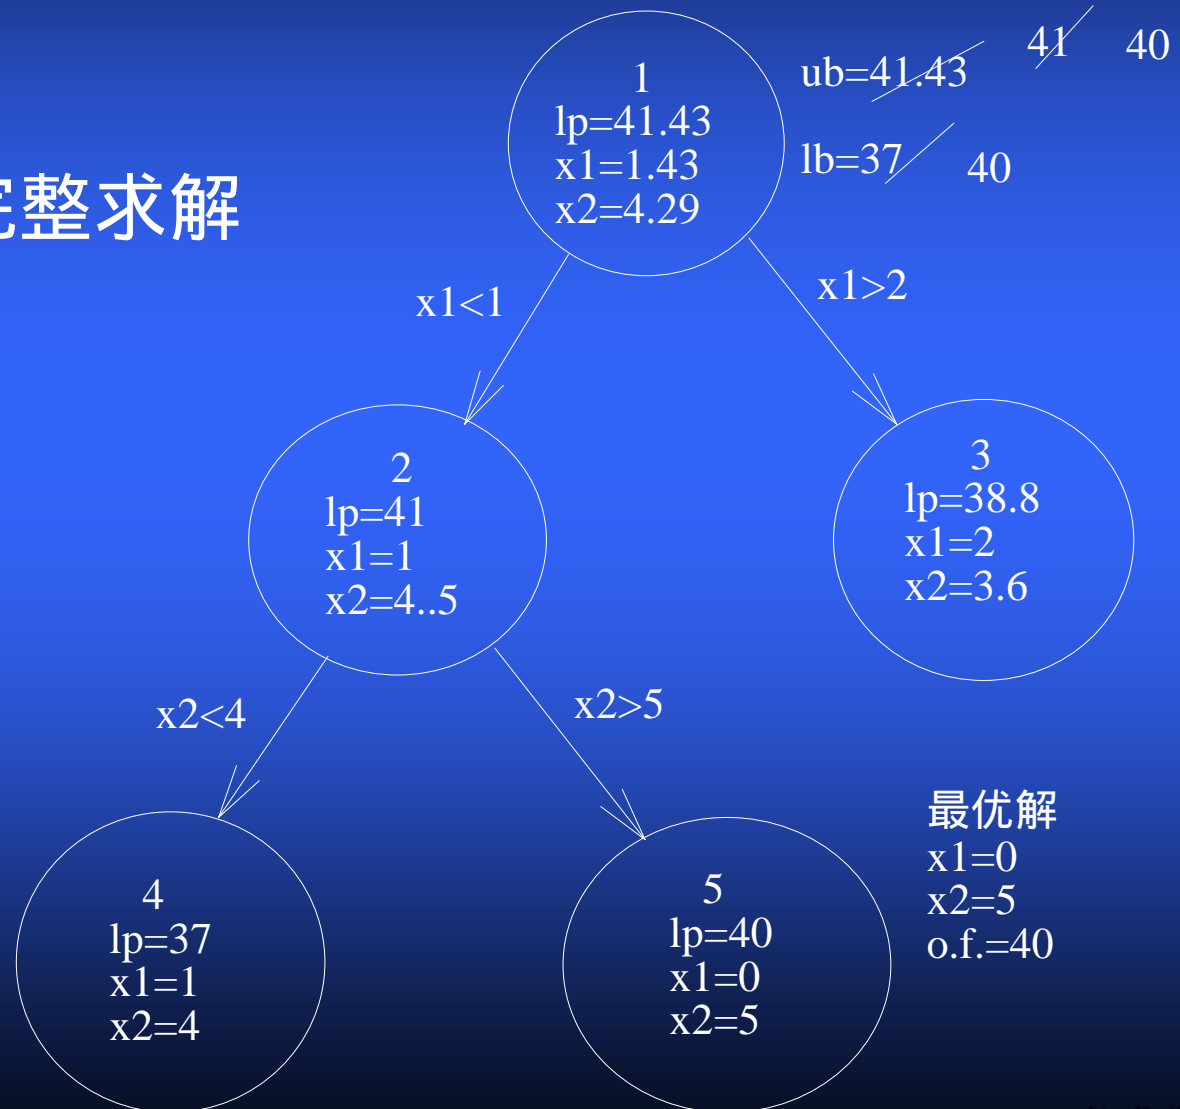 1
lp=41.43
x1=1.43
x2=4.29
ub=41.43 41 40
lb=37 40
完整求解
x1<1
x1>2
2
lp=41
x1=1
x2=4..5
3
lp=38.8
x1=2
x2=3.6
x2<4
x2>5
4
lp=37
x1=1
x2=4
5
lp=40
x1=0
x2=5
最优解
x1=0
x2=5
o.f.=40